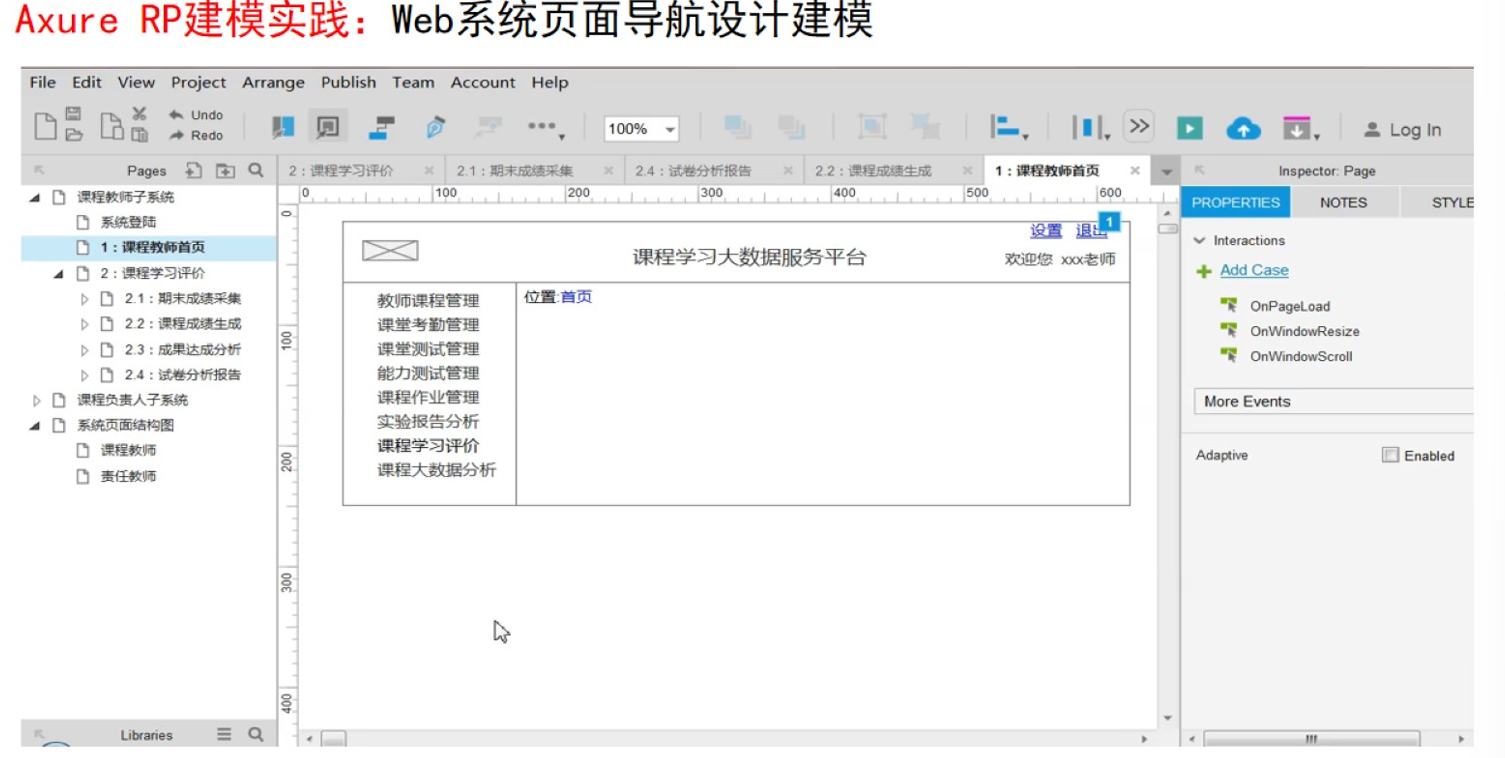 Axure RP建模实践：Web系统页面导航设计建模
File Edit View Project Arrange Publish Team Account Help
Undo
Redo
100%
Log In
Pages
课程教师子系统
系统登陆
1：课程教师首页
2：课程学习评价
2.1：期末成绩采集
2.2：课程成绩生成
2.3：成果达成分析
2.4：试卷分析报告
课程负责人子系统
系统页面结构图
课程教师
责任教师
Libraries
2：课程学习评价
2.1：期末成绩采集
2.4：试卷分析报告
2.2：课程成绩生成
1：课程教师首页
0 100 200 300 400 500 600
0
100
200
300
400
设置 退出
1
课程学习大数据服务平台
欢迎您 xxx老师
教师课程管理
课堂考勤管理
课堂测试管理
能力测试管理
课程作业管理
实验报告分析
课程学习评价
课程大数据分析
位置:首页
Inspector: Page
PROPERTIES NOTES STYLE
Interactions
Add Case
OnPageLoad
OnWindowResize
OnWindowScroll
More Events
Adaptive
Enabled